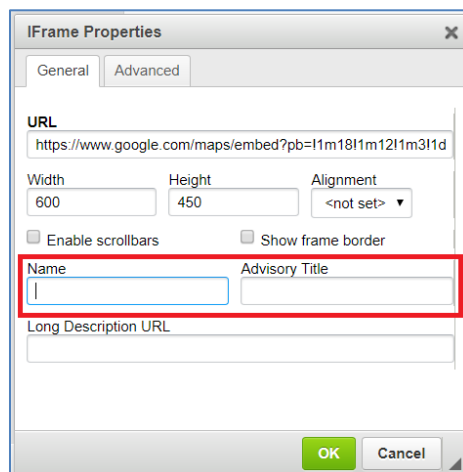 IFrame Properties
General Advanced
URL
https://www.google.com/maps/embed?pb=!1m18!1m12!1m3!1d
Width Height Alignment
600 450 <not set>
Enable scrollbars Show frame border
Name Advisory Title
Long Description URL
OK Cancel